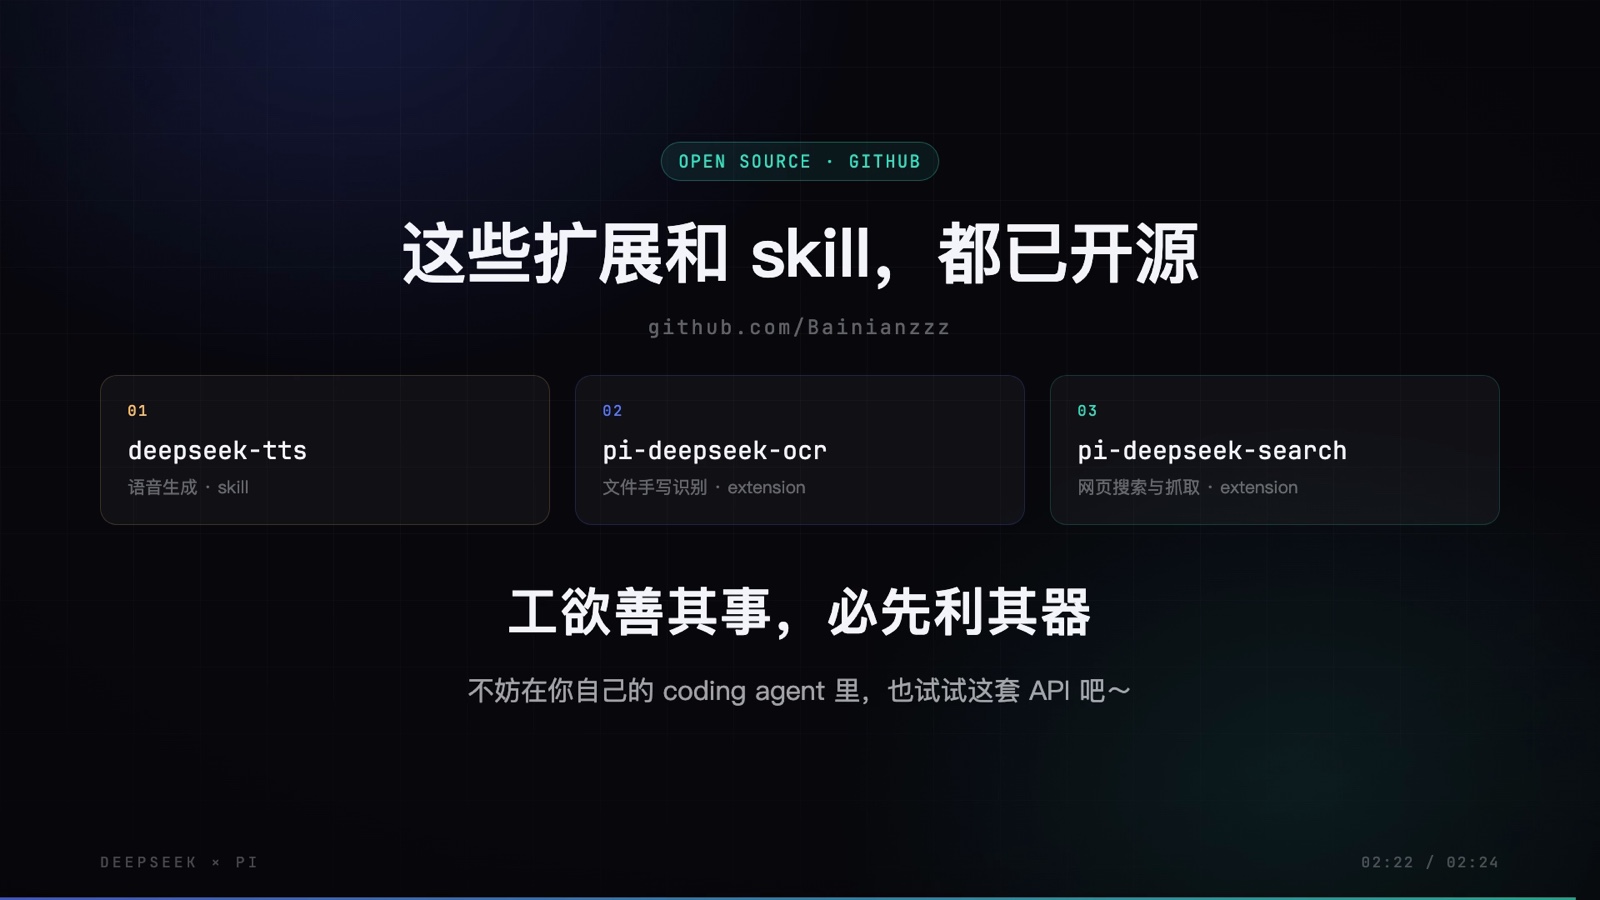 OPEN SOURCE · GITHUB
这些扩展和 skill，都已开源
github.com/Bainianzzz
01
deepseek-tts
语音生成 · skill
02
pi-deepseek-ocr
文件手写识别 · extension
03
pi-deepseek-search
网页搜索与抓取 · extension
工欲善其事，必先利其器
不妨在你自己的 coding agent 里，也试试这套 API 吧～
DEEPSEEK × PI
02:22 / 02:24